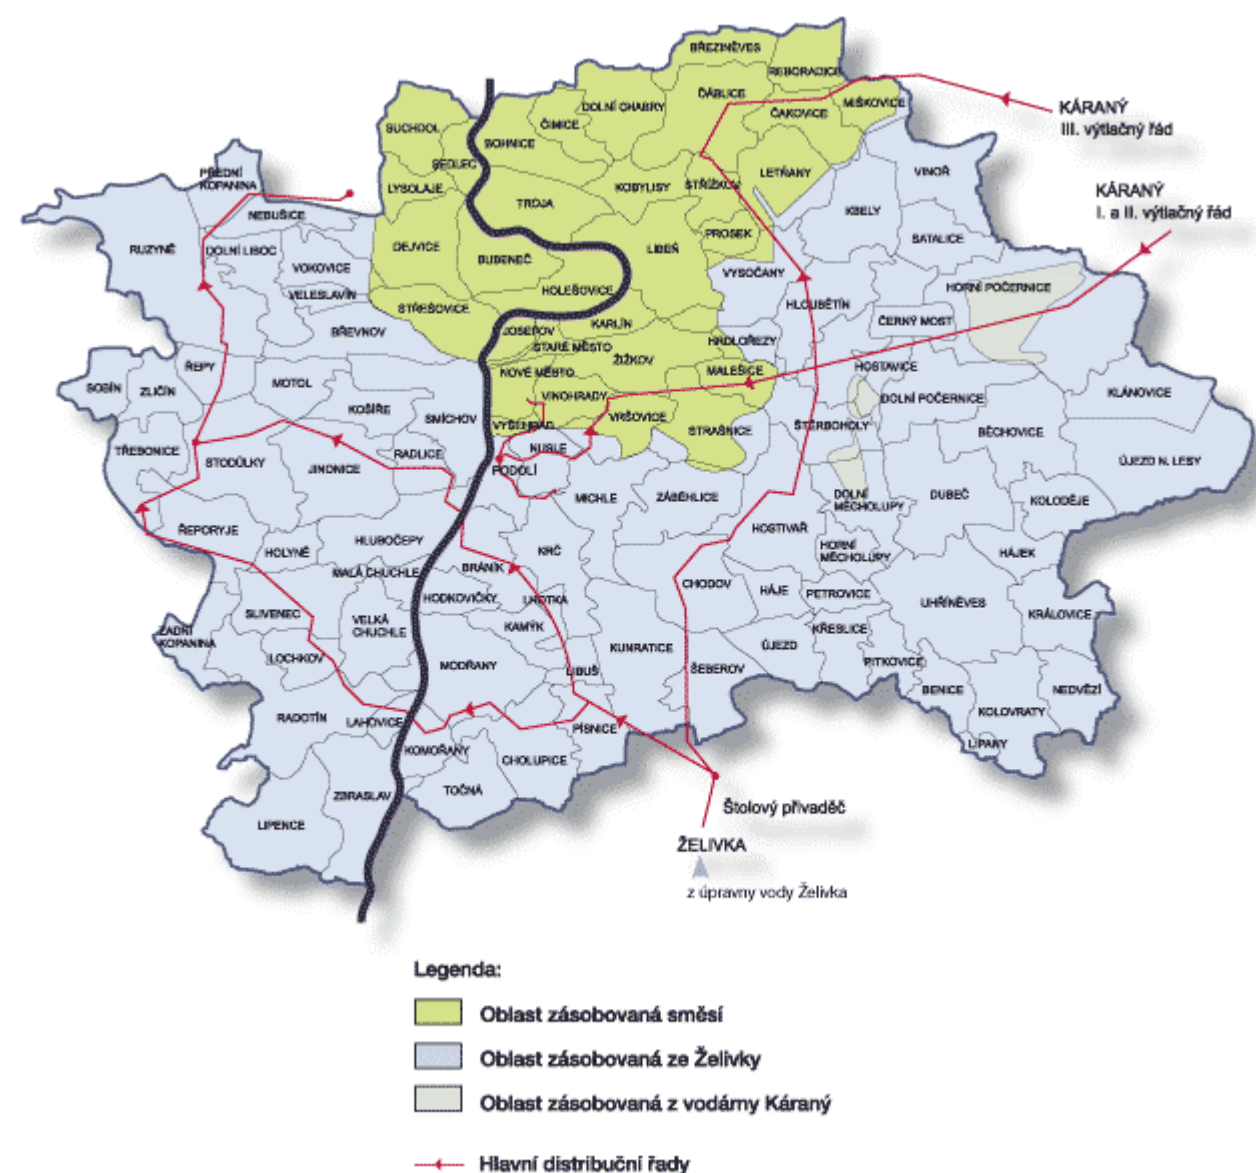 BŘEZINĚVES
ŘEBORADICE
DOLNÍ CHABRY
ĎÁBLICE
MIŠKOVICE
ČAKOVICE
KÁRANÝ
III. výtlačný řád
SUCHDOL
ČIMICE
BOHNICE
SEDLEC
LETŇANY
VINOŘ
PŘEDNÍ
KOPANINA
LYSOLAJE
KOBYLISY
STŘÍŽKOV
KÁRANÝ
I. a II. výtlačný řád
NEBUŠICE
TROJA
KBELY
RUZYNĚ
DOLNÍ LIBOC
DEJVICE
BUBENEČ
LIBEŇ
PROSEK
SATALICE
VOKOVICE
VYSOČANY
VELESLAVÍN
HOLEŠOVICE
HLOUBĚTÍN
HORNÍ POČERNICE
STŘEŠOVICE
BŘEVNOV
JOSEFOV
KARLÍN
ČERNÝ MOST
STARÉ MĚSTO
HRDLOŘEZY
ŽIŽKOV
ŘEPY
NOVÉ MĚSTO
MALEŠICE
HOSTAVICE
SOBÍN
ZLIČÍN
MOTOL
VINOHRADY
DOLNÍ POČERNICE
KLÁNOVICE
KOŠÍŘE
SMÍCHOV
VRŠOVICE
VYŠEHRAD
STRAŠNICE
ŠTĚRBOHOLY
BĚCHOVICE
TŘEBONICE
STODŮLKY
JINONICE
RADLICE
NUSLE
PODOLÍ
ÚJEZD N. LESY
MICHLE
ZÁBĚHLICE
DOLNÍ
MĚCHOLUPY
DUBEČ
KOLODĚJE
ŘEPORYJE
HOSTIVAŘ
HOLYNĚ
HLUBOČEPY
KRČ
HORNÍ
MĚCHOLUPY
HÁJEK
MALÁ CHUCHLE
BRÁNÍK
CHODOV
HÁJE
PETROVICE
HODKOVIČKY
LHOTKA
UHŘÍNĚVES
SLIVENEC
VELKÁ
CHUCHLE
KAMÝK
KRÁLOVICE
ZADNÍ
KOPANINA
KŘESLICE
LOCHKOV
KUNRATICE
ÚJEZD
MODŘANY
LIBUŠ
ŠEBEROV
PITKOVICE
BENICE
NEDVĚZÍ
RADOTÍN
LAHOVICE
PÍSNICE
KOLOVRATY
KOMOŘANY
CHOLUPICE
LIPANY
ZBRASLAV
TOČNÁ
Štolový přivaděč
LIPENCE
ŽELIVKA
z úpravny vody Želivka
Legenda:
Oblast zásobovaná směsí
Oblast zásobovaná ze Želivky
Oblast zásobovaná z vodárny Káraný
Hlavní distribuční řady